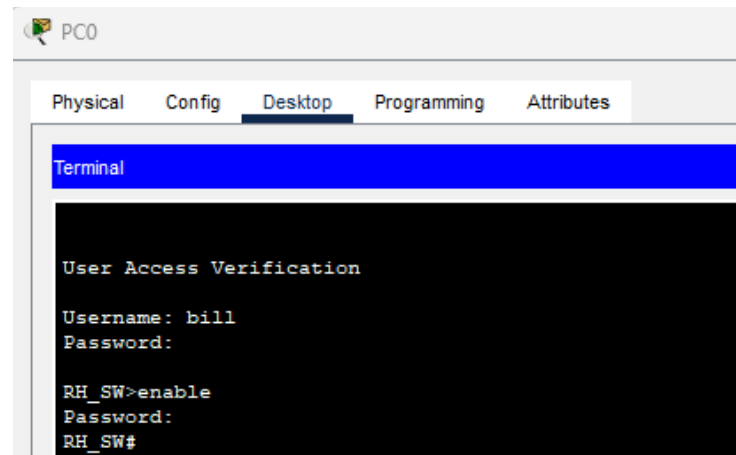 PC0
Physical Config Desktop Programming Attributes
Terminal
User Access Verification
Username: bill
Password:
RH_SW>enable
Password:
RH_SW#